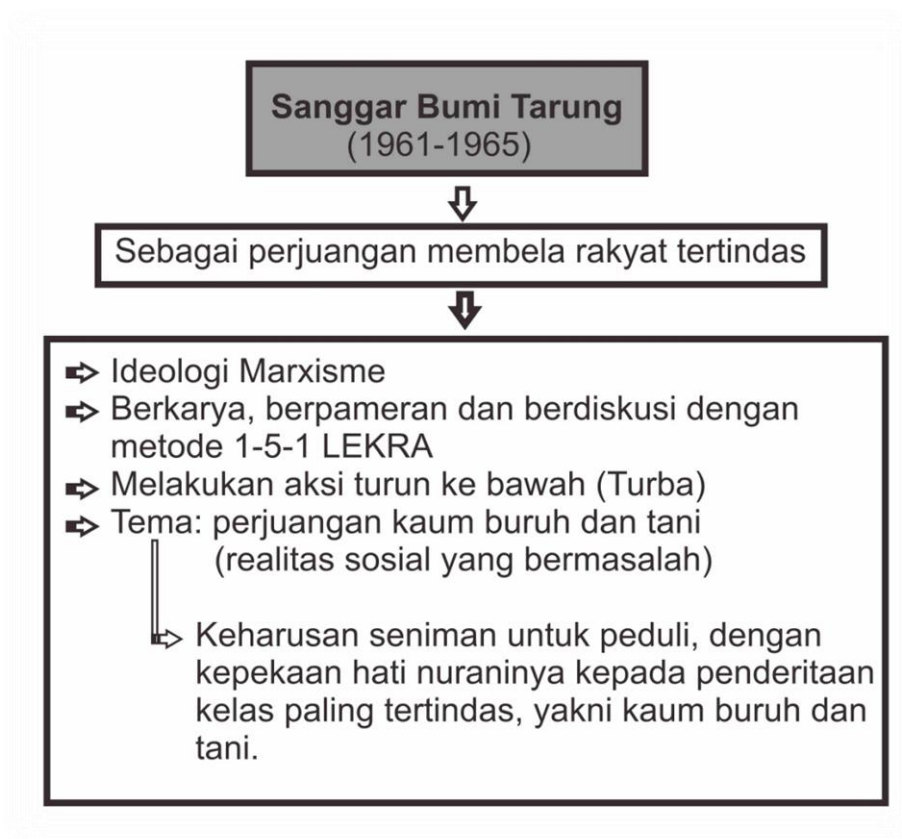 Sanggar Bumi Tarung
(1961-1965)
Sebagai perjuangan membela rakyat tertindas
Ideologi Marxisme
Berkarya, berpameran dan berdiskusi dengan
metode 1-5-1 LEKRA
Melakukan aksi turun ke bawah (Turba)
Tema: perjuangan kaum buruh dan tani
(realitas sosial yang bermasalah)
Keharusan seniman untuk peduli, dengan
kepekaan hati nuraninya kepada penderitaan
kelas paling tertindas, yakni kaum buruh dan
tani.